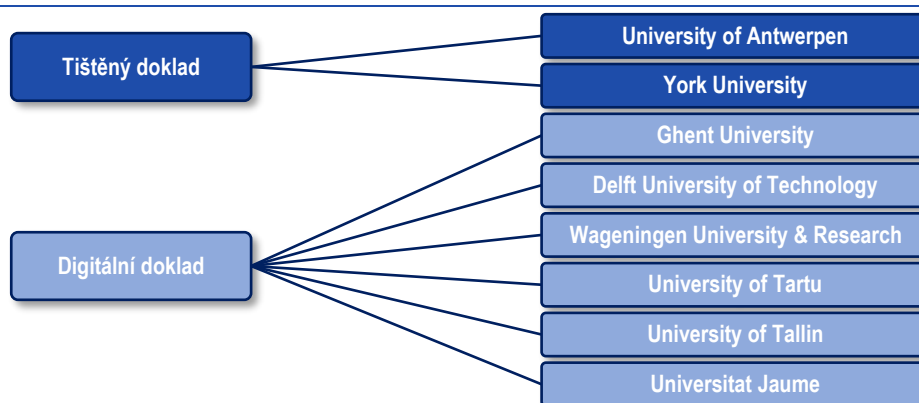 Tištěný doklad
University of Antwerpen
York University
Digitální doklad
Ghent University
Delft University of Technology
Wageningen University & Research
University of Tartu
University of Tallin
Universitat Jaume